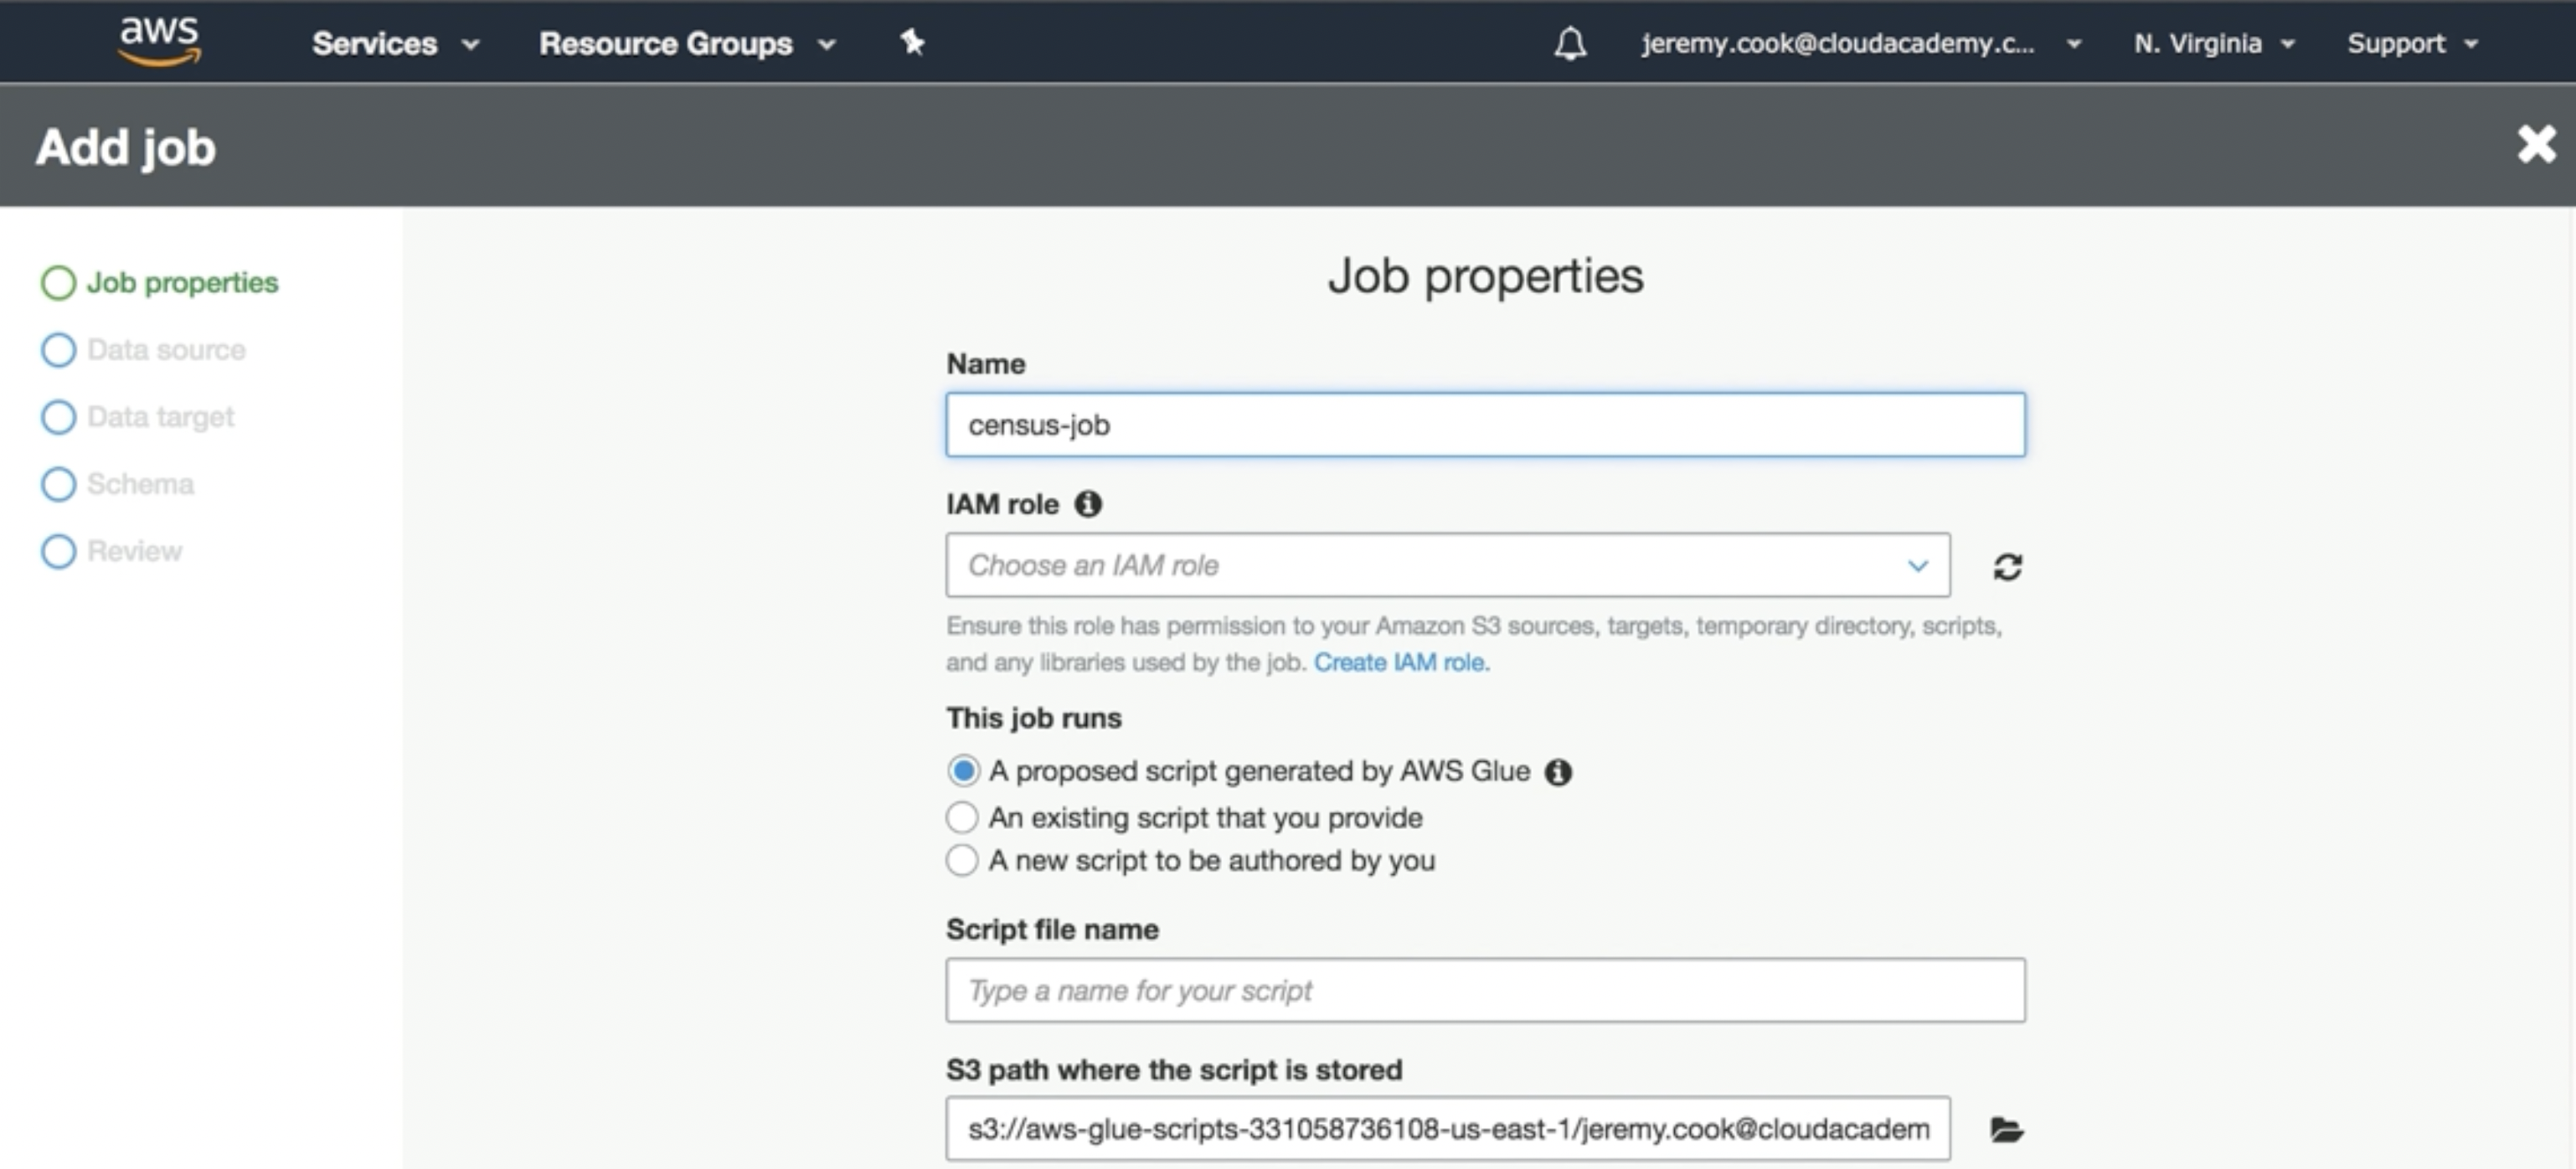 aws Services Resource Groups jeremy.cook@cloudacademy.c... N. Virginia Support
Add job
Job properties
Data source
Data target
Schema
Review
Job properties
Name
census-job
IAM role
Choose an IAM role
Ensure this role has permission to your Amazon S3 sources, targets, temporary directory, scripts,
and any libraries used by the job. Create IAM role.
This job runs
A proposed script generated by AWS Glue
An existing script that you provide
A new script to be authored by you
Script file name
Type a name for your script
S3 path where the script is stored
s3://aws-glue-scripts-331058736108-us-east-1/jeremy.cook@cloudacadem